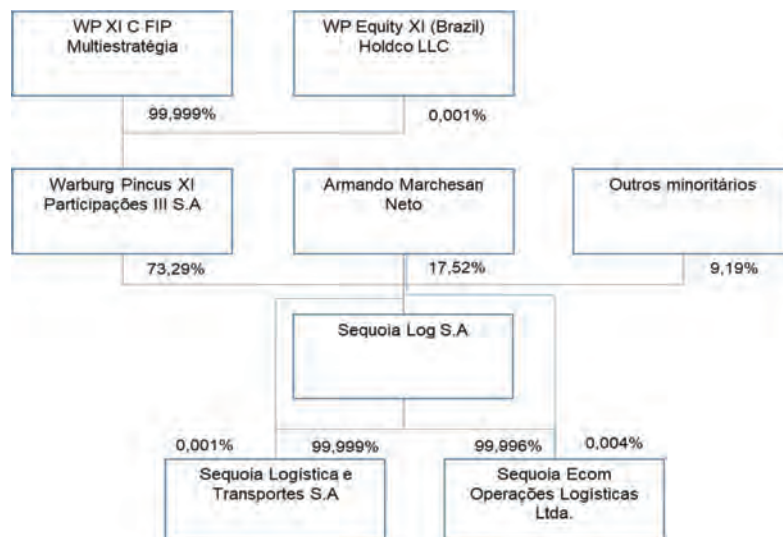 WP XI C FIP
Multiestratégia
WP Equity XI (Brazil)
Holdco LLC
99,999%
0,001%
Warburg Pincus XI
Participações III S.A
Armando Marchesan
Neto
Outros minoritários
73,29%
17,52%
9,19%
Sequoia Log S.A
0,001%
99,999%
99,996%
0,004%
Sequoia Logística e
Transportes S.A
Sequoia Ecom
Operações Logísticas
Ltda.